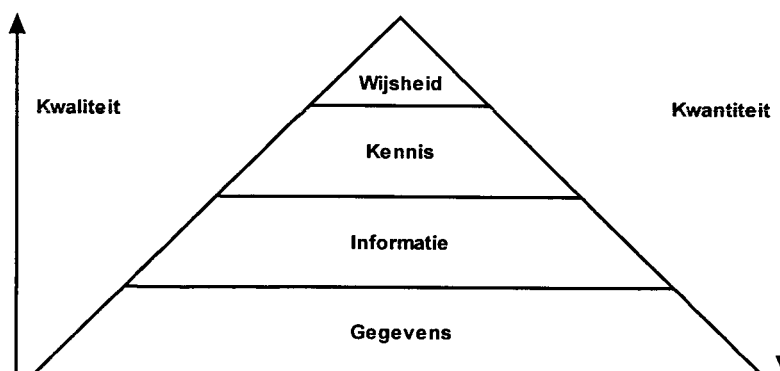 Wijsheid
Kwaliteit
Kwantiteit
Kennis
Informatie
Gegevens